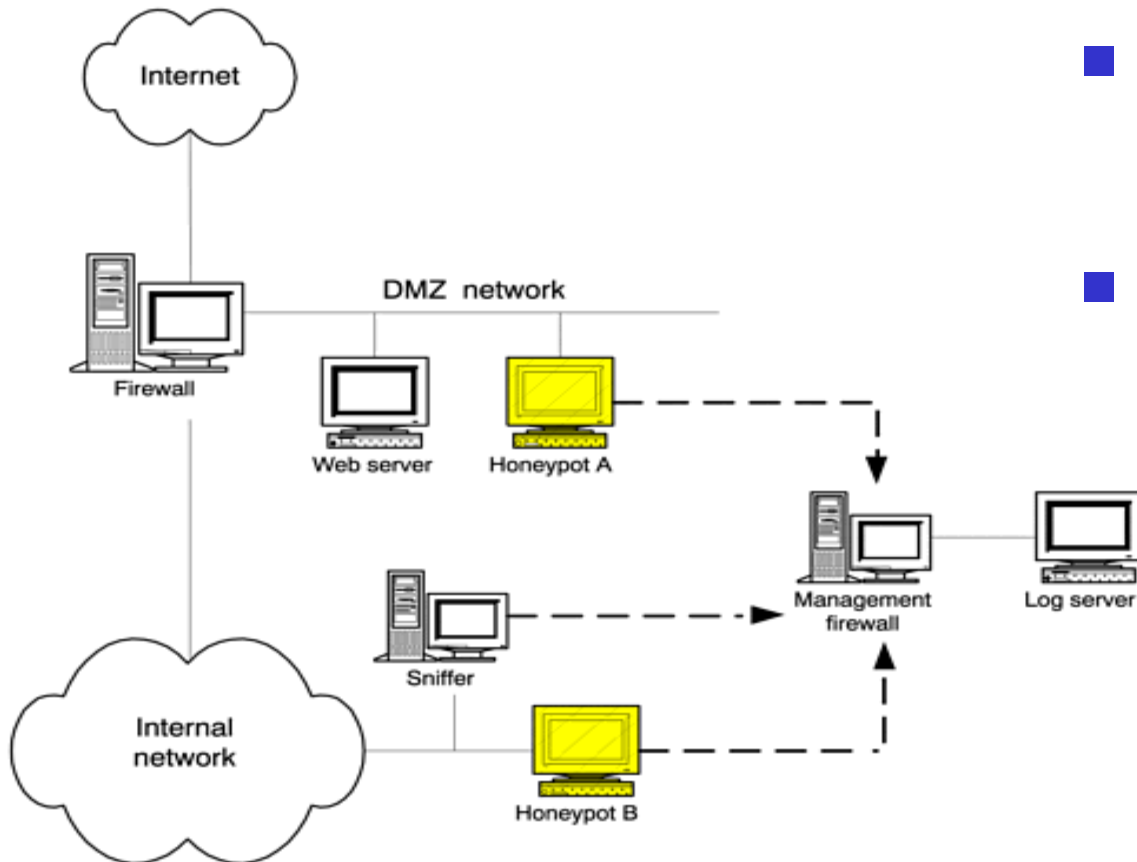 Internet
DMZ network
Firewall
Web server
Honeypot A
Management
firewall
Log server
Sniffer
Internal
network
Honeypot B